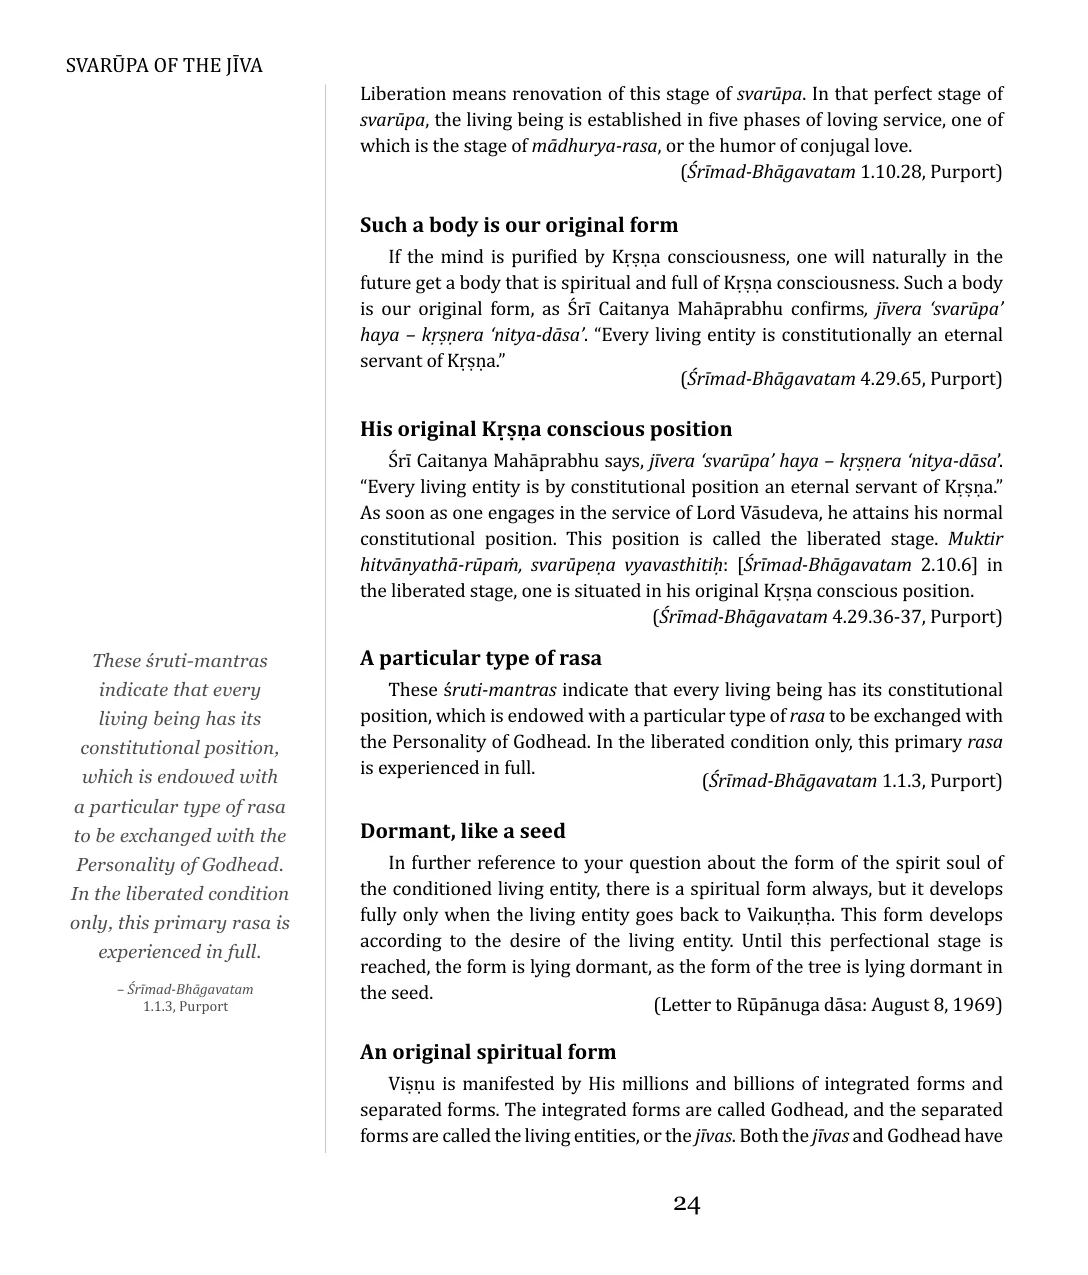 SVARŪPA OF THE JĪVA
Liberation means renovation of this stage of svarūpa. In that perfect stage of
svarūpa, the living being is established in five phases of loving service, one of
which is the stage of mādhurya-rasa, or the humor of conjugal love.
(Śrīmad-Bhāgavatam 1.10.28, Purport)
Such a body is our original form
If the mind is purified by Kṛṣṇa consciousness, one will naturally in the
future get a body that is spiritual and full of Kṛṣṇa consciousness. Such a body
is our original form, as Śrī Caitanya Mahāprabhu confirms, jīvera ‘svarūpa’
haya – kṛṣṇera ‘nitya-dāsa’. “Every living entity is constitutionally an eternal
servant of Kṛṣṇa.”
(Śrīmad-Bhāgavatam 4.29.65, Purport)
His original Kṛṣṇa conscious position
Śrī Caitanya Mahāprabhu says, jīvera ‘svarūpa’ haya – kṛṣṇera ‘nitya-dāsa’.
“Every living entity is by constitutional position an eternal servant of Kṛṣṇa.”
As soon as one engages in the service of Lord Vāsudeva, he attains his normal
constitutional position. This position is called the liberated stage. Muktir
hitvānyathā-rūpaṁ, svarūpeṇa vyavasthitiḥ: [Śrīmad-Bhāgavatam 2.10.6] in
the liberated stage, one is situated in his original Kṛṣṇa conscious position.
(Śrīmad-Bhāgavatam 4.29.36-37, Purport)
A particular type of rasa
These śruti-mantras indicate that every living being has its constitutional
position, which is endowed with a particular type of rasa to be exchanged with
the Personality of Godhead. In the liberated condition only, this primary rasa
is experienced in full.
(Śrīmad-Bhāgavatam 1.1.3, Purport)
Dormant, like a seed
In further reference to your question about the form of the spirit soul of
the conditioned living entity, there is a spiritual form always, but it develops
fully only when the living entity goes back to Vaikuṇṭha. This form develops
according to the desire of the living entity. Until this perfectional stage is
reached, the form is lying dormant, as the form of the tree is lying dormant in
the seed.
(Letter to Rūpānuga dāsa: August 8, 1969)
An original spiritual form
Viṣṇu is manifested by His millions and billions of integrated forms and
separated forms. The integrated forms are called Godhead, and the separated
forms are called the living entities, or the jīvas. Both the jīvas and Godhead have
These śruti-mantras
indicate that every
living being has its
constitutional position,
which is endowed with
a particular type of rasa
to be exchanged with the
Personality of Godhead.
In the liberated condition
only, this primary rasa is
experienced in full.
– Śrīmad-Bhāgavatam
1.1.3, Purport
24